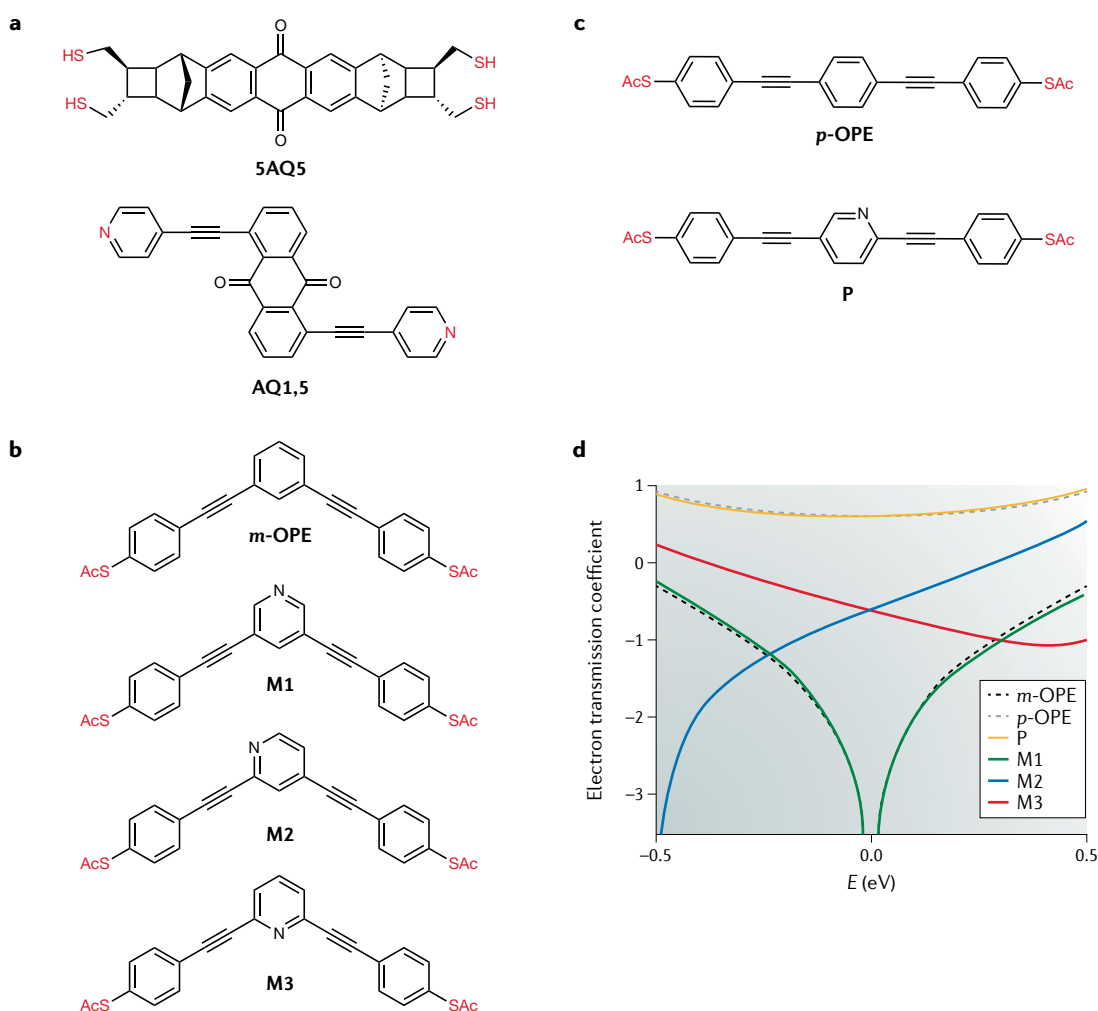 a
O
HS
SH
HS
SH
O
5AQ5
N
O
O
N
AQ1,5
b
m-OPE
AcS
SAc
N
M1
AcS
SAc
N
M2
AcS
SAc
N
M3
AcS
SAc
c
AcS
SAc
p-OPE
N
AcS
SAc
P
d
Electron transmission coefficient
1
0
−1
−2
−3
m-OPE
p-OPE
P
M1
M2
M3
−0.5
0.0
0.5
E (eV)